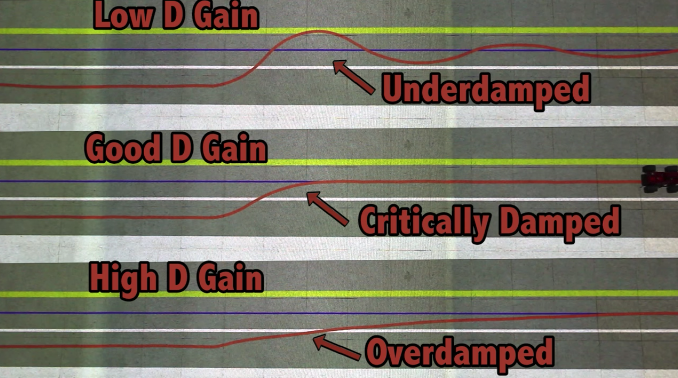 Low D Gain
Underdamped
Good D Gain
Critically Damped
High D Gain
Overdamped